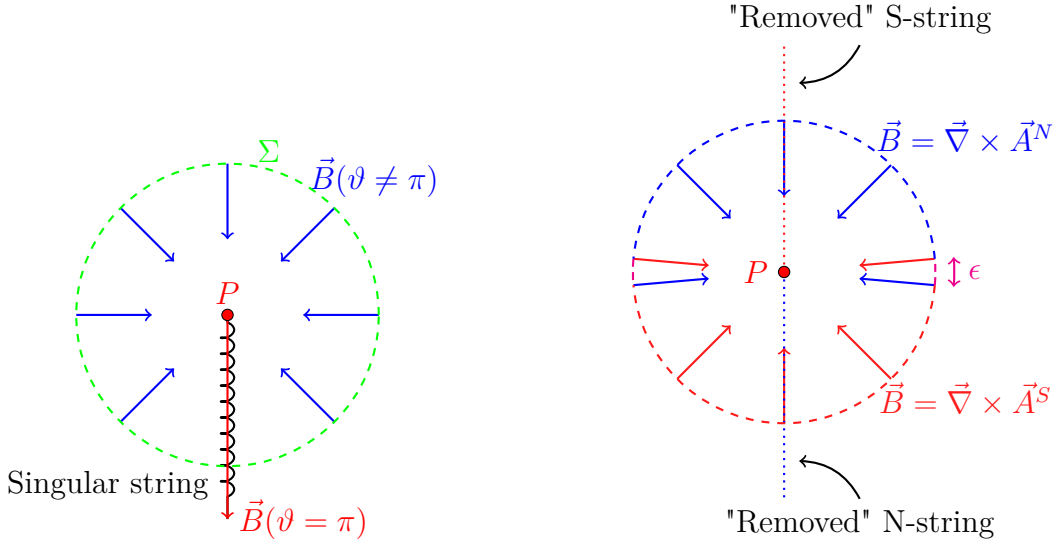 Σ
B⃗(ϑ ≠ π)
P
Singular string
B⃗(ϑ = π)
"Removed" S-string
B⃗ = ∇⃗ × A⃗ᴺ
P
ϵ
B⃗ = ∇⃗ × A⃗ˢ
"Removed" N-string